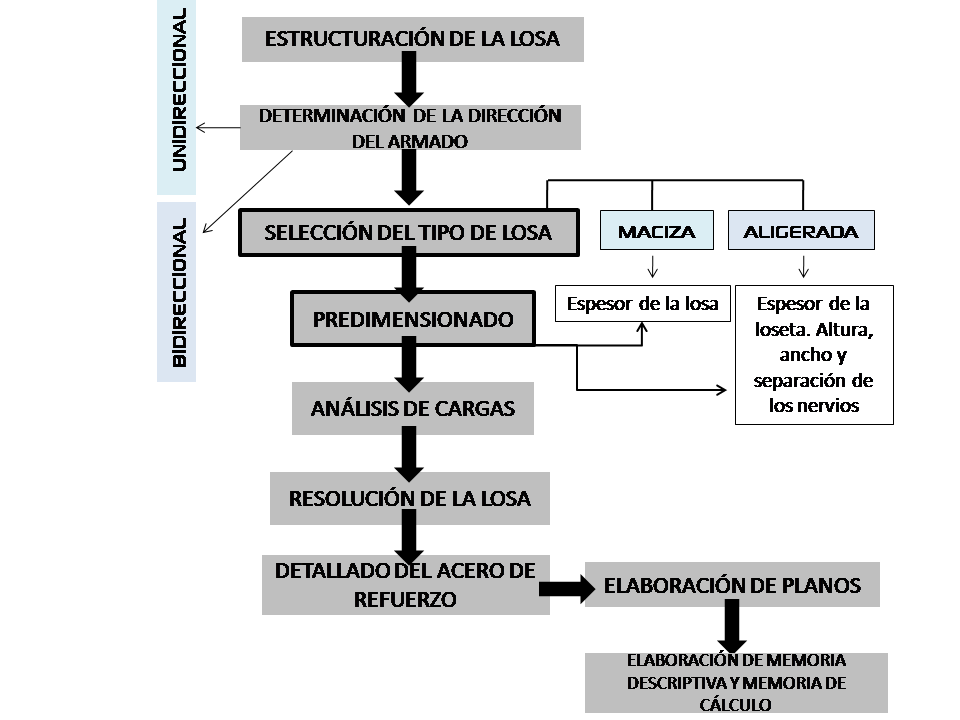 ESTRUCTURACIÓN DE LA LOSA
UNIDIRECCIONAL
DETERMINACIÓN DE LA DIRECCIÓN
DEL ARMADO
BIDIRECCIONAL
SELECCIÓN DEL TIPO DE LOSA
MACIZA
ALIGERADA
Espesor de la losa
Espesor de la
loseta. Altura,
ancho y
separación de
los nervios
PREDIMENSIONADO
ANÁLISIS DE CARGAS
RESOLUCIÓN DE LA LOSA
DETALLADO DEL ACERO DE
REFUERZO
ELABORACIÓN DE PLANOS
ELABORACIÓN DE MEMORIA
DESCRIPTIVA Y MEMORIA DE
CÁLCULO